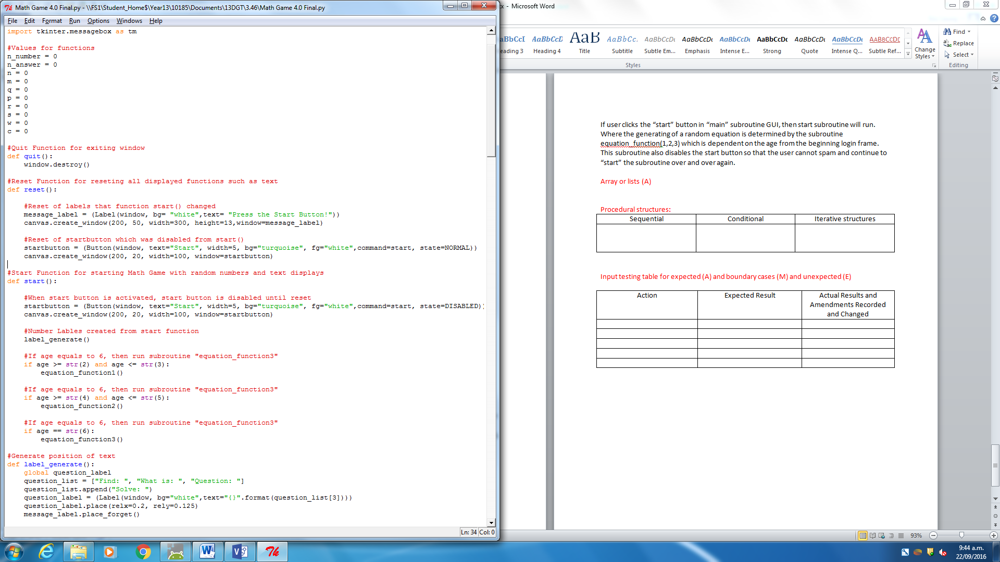 Math Game 4.0 Final.py - \\FS1\Student_Home$\Year13\10185\Documents\13DGT\3.46\Math Game 4.0 Final.py
File Edit Format Run Options Windows Help
import tkinter.messagebox as tm
#Values for functions
n_number = 0
n_answer = 0
n = 0
m = 0
q = 0
p = 0
r = 0
s = 0
w = 0
c = 0
#Quit Function for exiting window
def quit():
    window.destroy()
#Reset Function for reseting all displayed functions such as text
def reset():
    #Reset of labels that function start() changed
    message_label = (Label(window, bg= "white",text= "Press the Start Button!"))
    canvas.create_window(200, 50, width=300, height=13,window=message_label)
    #Reset of startbutton which was disabled from start()
    startbutton = (Button(window, text="Start", width=5, bg="turquoise", fg="white",command=start, state=NORMAL))
    canvas.create_window(200, 20, width=100, window=startbutton)
#Start Function for starting Math Game with random numbers and text displays
def start():
    #When start button is activated, start button is disabled until reset
    startbutton = (Button(window, text="Start", width=5, bg="turquoise", fg="white",command=start, state=DISABLED))
    canvas.create_window(200, 20, width=100, window=startbutton)
    #Number Lables created from start function
    label_generate()
    #If age equals to 6, then run subroutine "equation_function3"
    if age >= str(2) and age <= str(3):
        equation_function1()
    #If age equals to 6, then run subroutine "equation_function3"
    if age >= str(4) and age <= str(5):
        equation_function2()
    #If age equals to 6, then run subroutine "equation_function3"
    if age == str(6):
        equation_function3()
#Generate position of text
def label_generate():
    global question_label
    question_list = ["Find: ", "What is: ", "Question: "]
    question_list.append("Solve: ")
    question_label = (Label(window, bg="white",text="{}".format(question_list[3])))
    question_label.place(relx=0.2, rely=0.125)
    message_label.place_forget()
Ln: 34 Col: 0
x - Microsoft Word
aBbCcI AaBbCcD AaB AaBbCc. AaBbCcDc AaBbCcDc AaBbCcDc AaBbCcDc AaBbCcDc AaBbCcDc AaBbCcDc
eading 3 Heading 4 Title Subtitle Subtle Em... Emphasis Intense E... Strong Quote Intense Q... Subtle Ref...
Change Styles
Styles
Find
Replace
Select
Editing
If user clicks the “start” button in “main” subroutine GUI, then start subroutine will run.
Where the generating of a random equation is determined by the subroutine
equation_function(1,2,3) which is dependent on the age from the beginning login frame.
This subroutine also disables the start button so that the user cannot spam and continue to
“start” the subroutine over and over again.
Array or lists (A)
Procedural structures:
Sequential Conditional Iterative structures
Input testing table for expected (A) and boundary cases (M) and unexpected (E)
Action Expected Result Actual Results and
Amendments Recorded
and Changed
93%
9:44 a.m.
22/09/2016